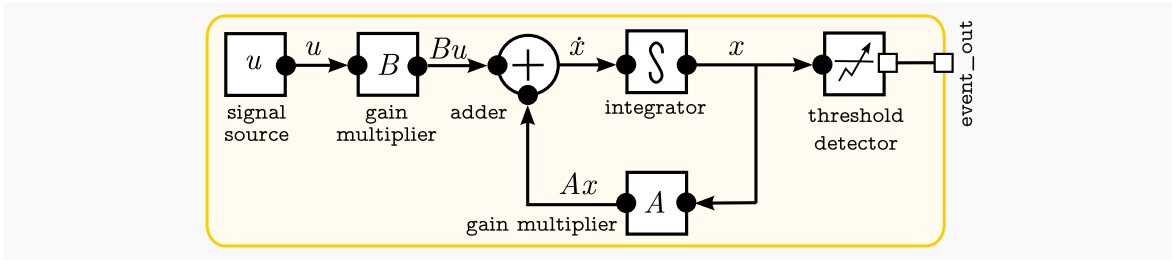 u
u
B
Bu
ẋ
x
signal
source
gain
multiplier
adder
integrator
threshold
detector
event_out
Ax
A
gain multiplier